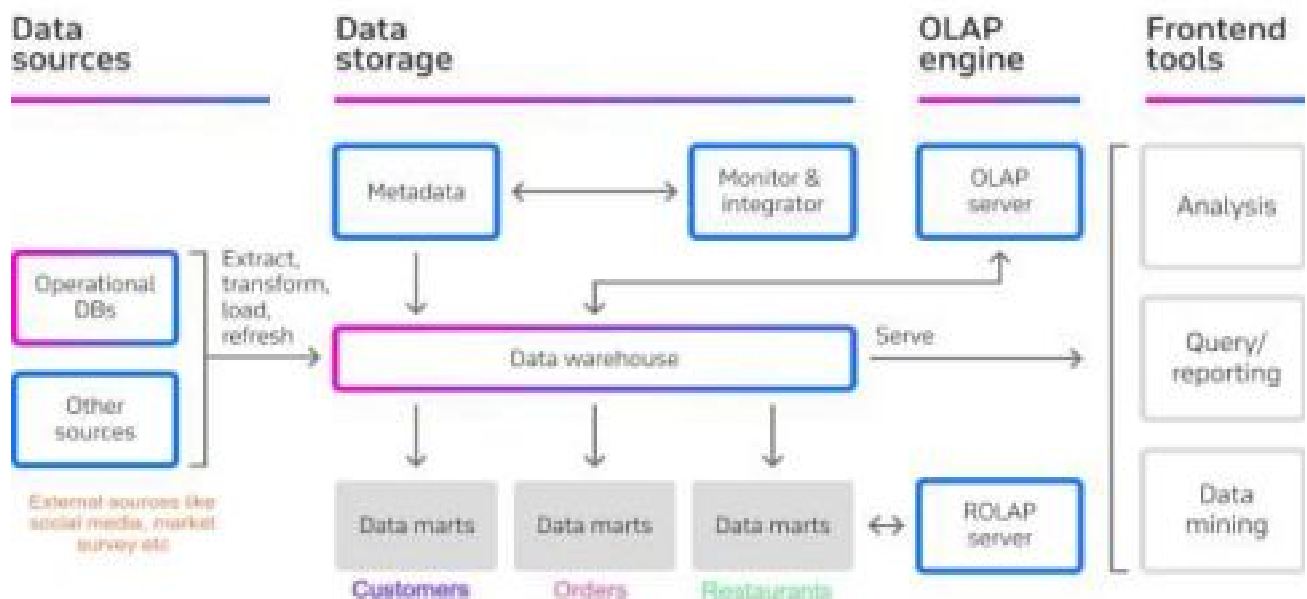 Data
sources
Data
storage
OLAP
engine
Frontend
tools
Metadata
Monitor &
integrator
OLAP
server
Analysis
Operational
DBs
Extract,
transform,
load,
refresh
Data warehouse
Serve
Query/
reporting
Other
sources
External sources like
social media, market
survey etc
Data marts
Data marts
Data marts
ROLAP
server
Data
mining
Customers
Orders
Restaurants